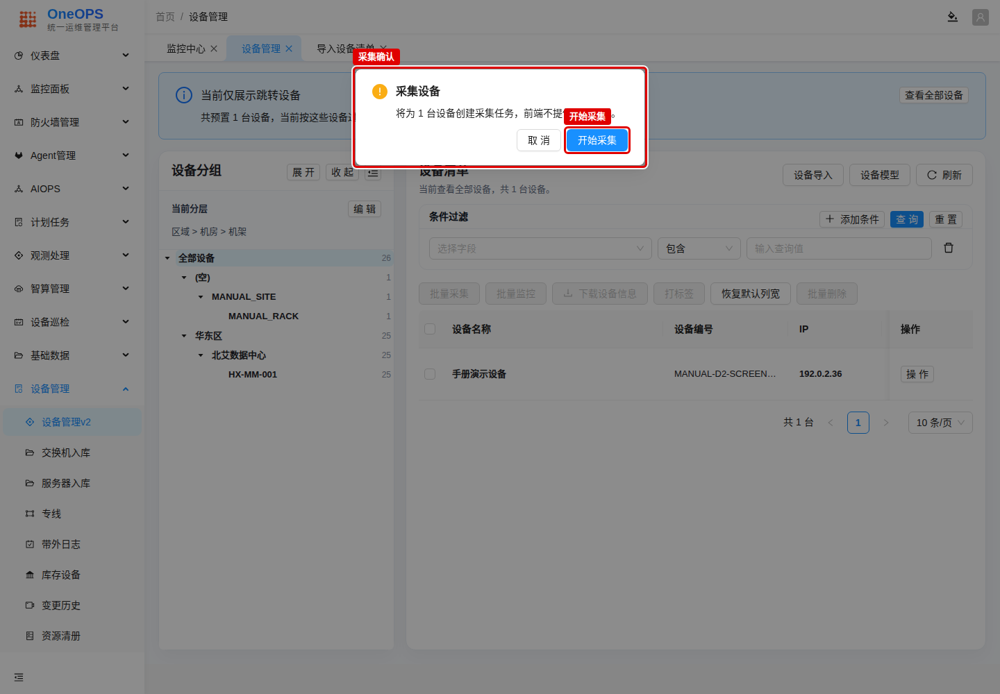 OneOPS
统一运维管理平台
首页 / 设备管理
仪表盘
监控面板
防火墙管理
Agent管理
AIOPS
计划任务
观测处理
智算管理
设备巡检
基础数据
设备管理
设备管理v2
交换机入库
服务器入库
专线
带外日志
库存设备
变更历史
资源清册
监控中心
设备管理
导入设备清单
采集确认
当前仅展示跳转设备
共预置 1 台设备，当前按这些设备
查看全部设备
采集设备
将为 1 台设备创建采集任务，前端不提
。
开始采集
取 消
开始采集
设备分组
展 开
收 起
当前分层
编 辑
区域 > 机房 > 机架
全部设备 26
(空) 1
MANUAL_SITE 1
MANUAL_RACK 1
华东区 25
北艾数据中心 25
HX-MM-001 25
设备清单
当前查看全部设备，共 1 台设备。
设备导入
设备模型
刷新
条件过滤
添加条件
查 询
重 置
选择字段
包含
输入查询值
批量采集
批量监控
下载设备信息
打标签
恢复默认列宽
批量删除
设备名称 设备编号 IP 操作
手册演示设备 MANUAL-D2-SCREEN... 192.0.2.36 操 作
共 1 台
1
10 条/页